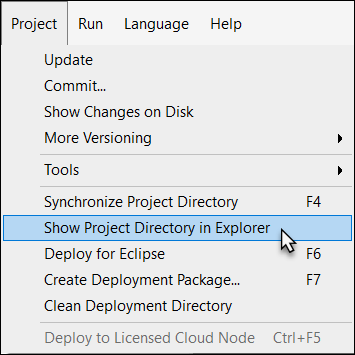 Project Run Language Help
Update
Commit...
Show Changes on Disk
More Versioning
Tools
Synchronize Project Directory F4
Show Project Directory in Explorer
Deploy for Eclipse F6
Create Deployment Package... F7
Clean Deployment Directory
Deploy to Licensed Cloud Node Ctrl+F5